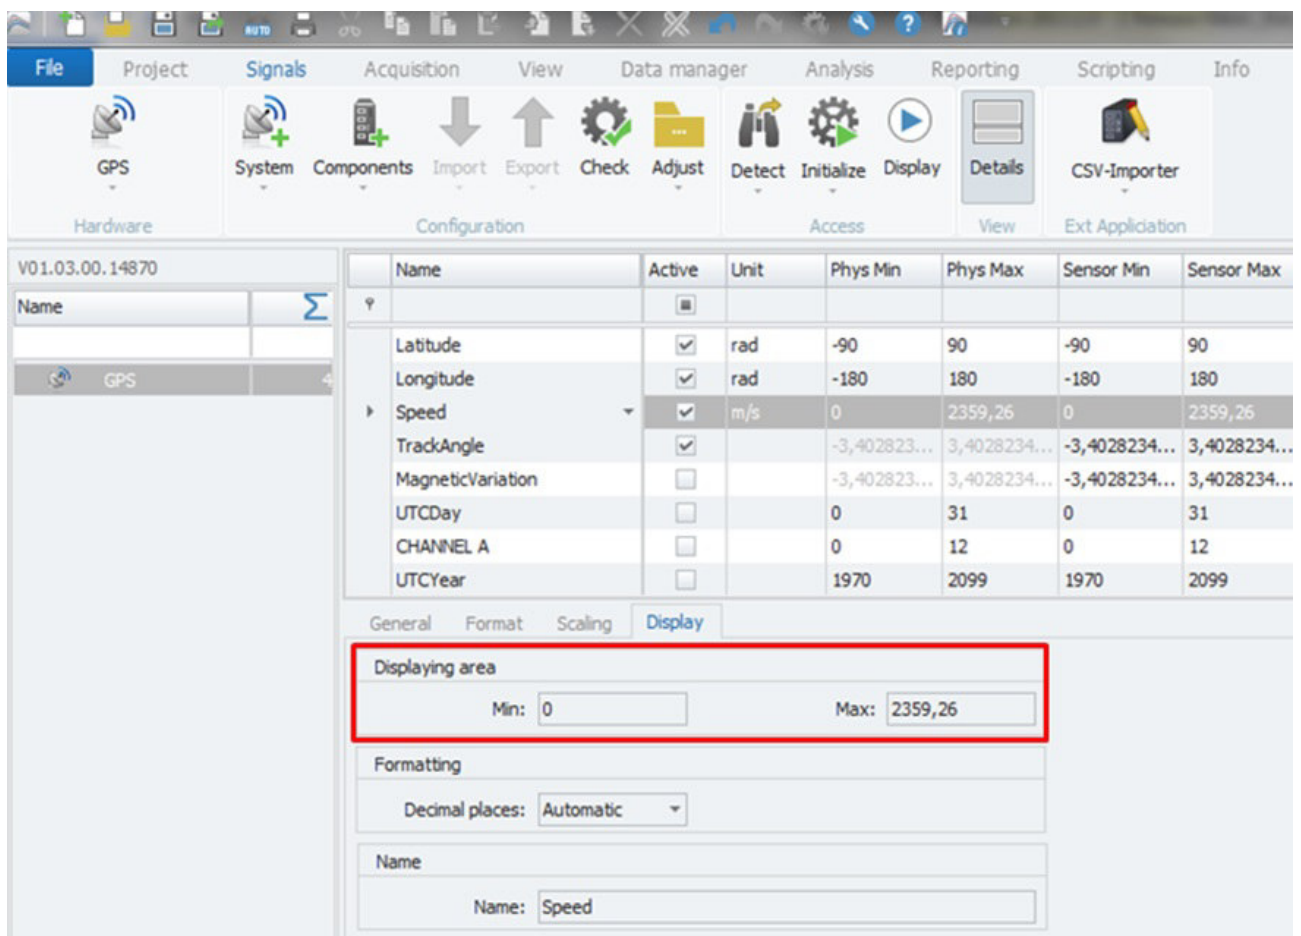 AUTO
File Project Signals Acquisition View Data manager Analysis Reporting Scripting Info
GPS System Components Import Export Check Adjust Detect Initialize Display Details CSV-Importer
Hardware Configuration Access View Ext Appliciation
V01.03.00.14870
Name
GPS 4
Name Active Unit Phys Min Phys Max Sensor Min Sensor Max
Latitude rad -90 90 -90 90
Longitude rad -180 180 -180 180
Speed m/s 0 2359,26 0 2359,26
TrackAngle -3,402823... 3,4028234... -3,4028234... 3,4028234...
MagneticVariation -3,402823... 3,4028234... -3,4028234... 3,4028234...
UTCDay 0 31 0 31
CHANNEL A 0 12 0 12
UTCYear 1970 2099 1970 2099
General Format Scaling Display
Displaying area
Min: 0 Max: 2359,26
Formatting
Decimal places: Automatic
Name
Name: Speed